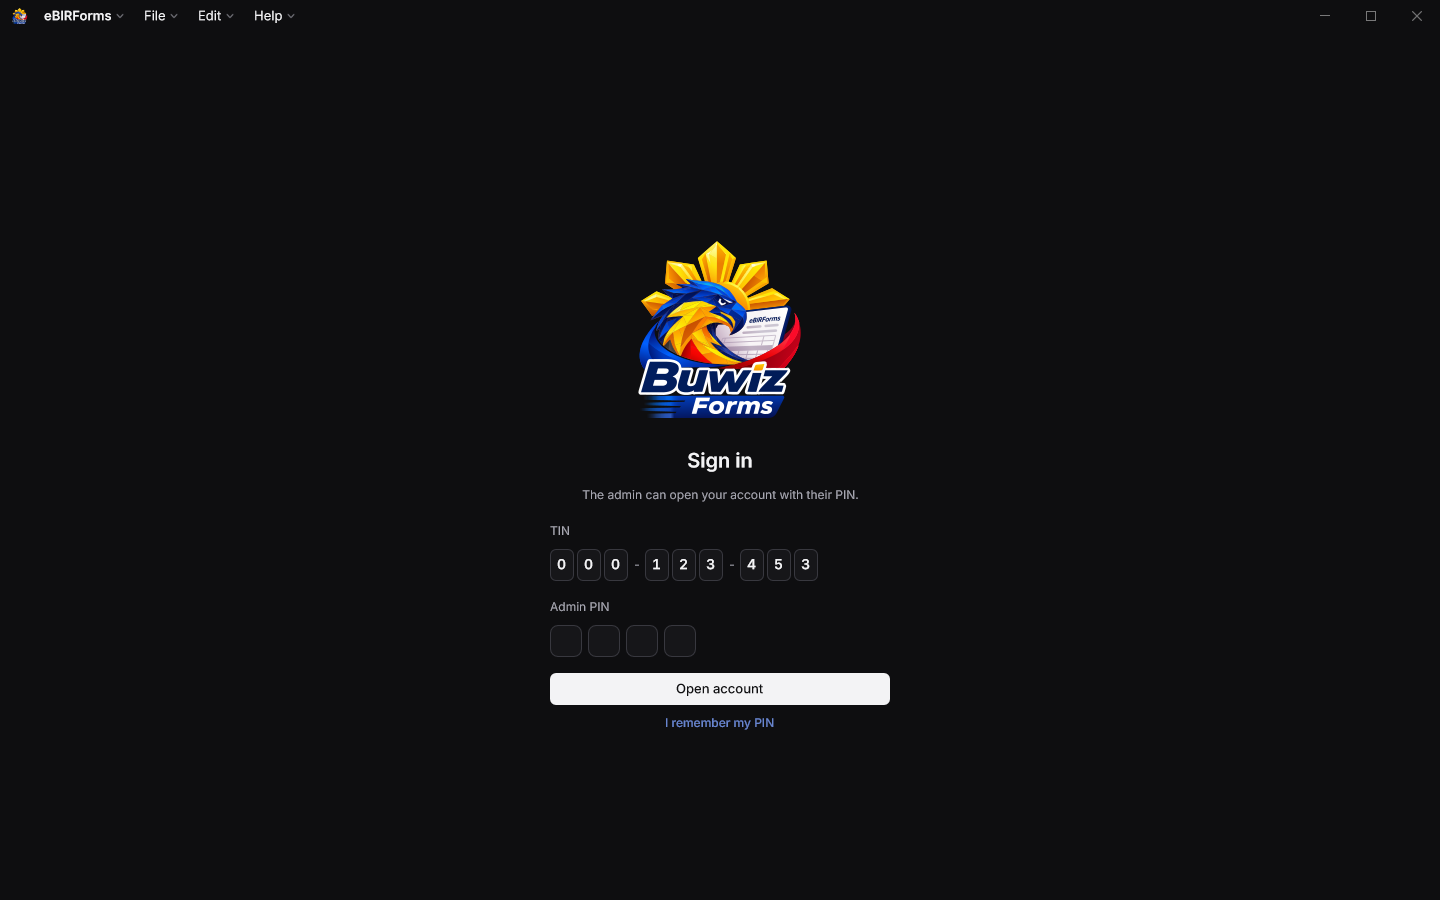 eBIRForms File Edit Help
eBIRForms
Buwiz
Forms
Sign in
The admin can open your account with their PIN.
TIN
0 0 0 - 1 2 3 - 4 5 3
Admin PIN
Open account
I remember my PIN